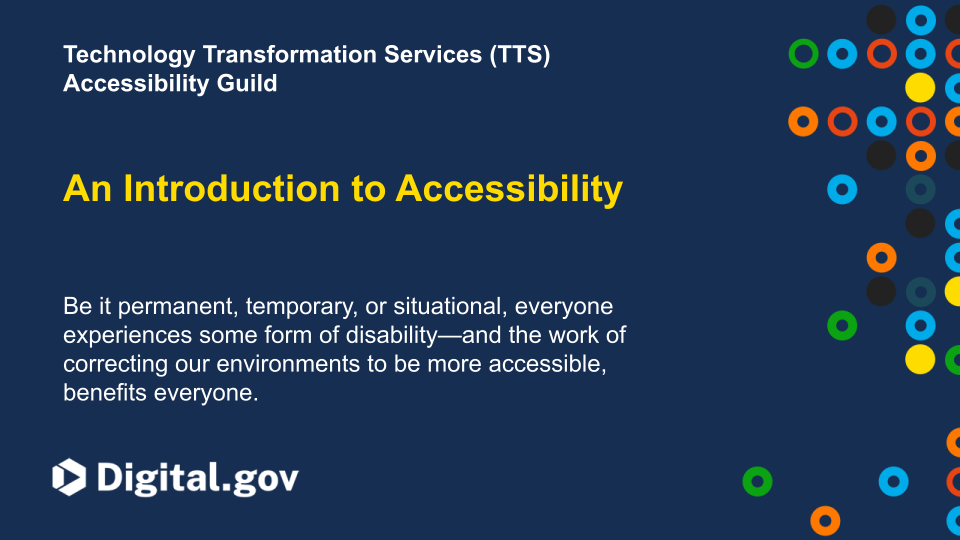 Technology Transformation Services (TTS)
Accessibility Guild
An Introduction to Accessibility
Be it permanent, temporary, or situational, everyone
experiences some form of disability—and the work of
correcting our environments to be more accessible,
benefits everyone.
Digital.gov